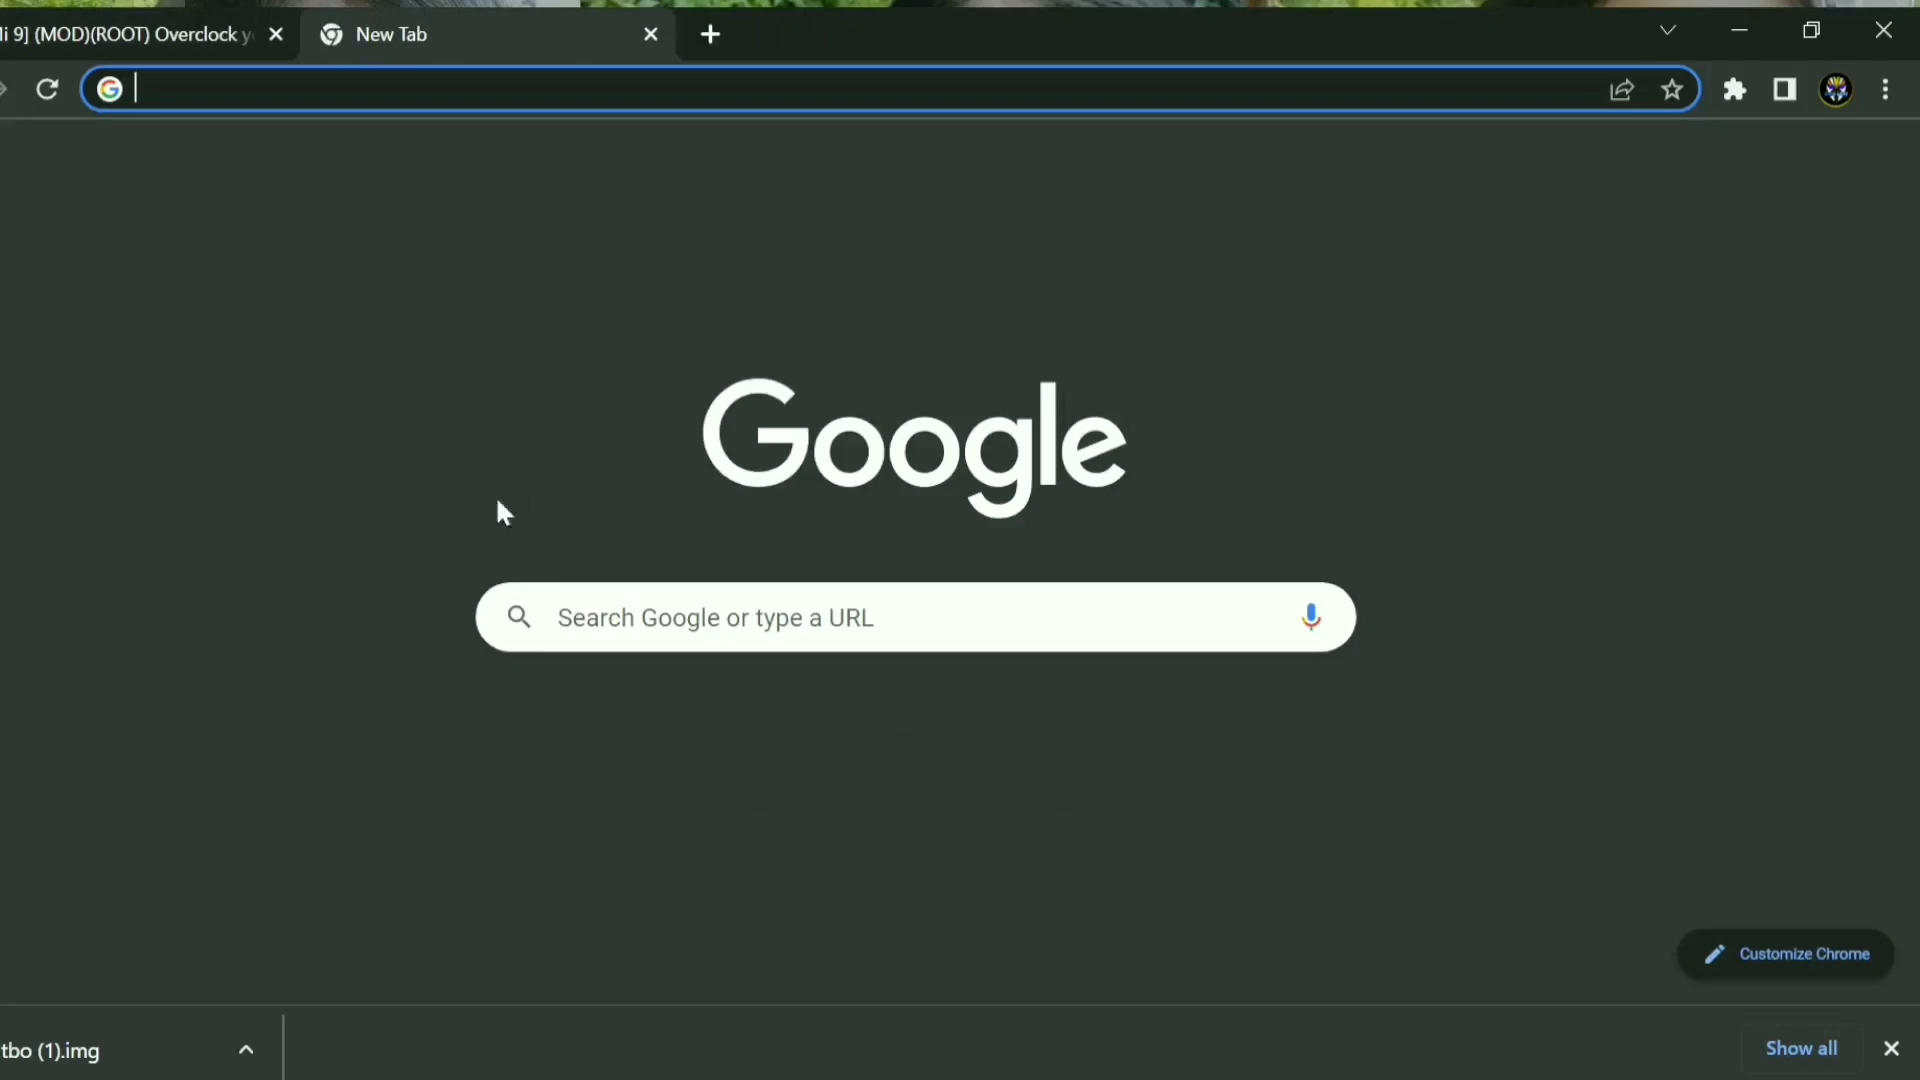 9] (MOD)(ROOT) Overclock
New Tab
Google
Search Google or type a URL
Customize Chrome
tbo (1).img
Show all